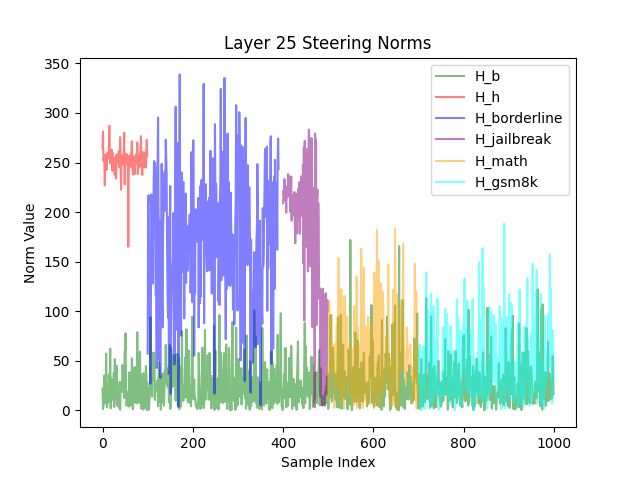 Layer 25 Steering Norms
Norm Value
350
300
250
200
150
100
50
0
H_b
H_h
H_borderline
H_jailbreak
H_math
H_gsm8k
0
200
400
600
800
1000
Sample Index